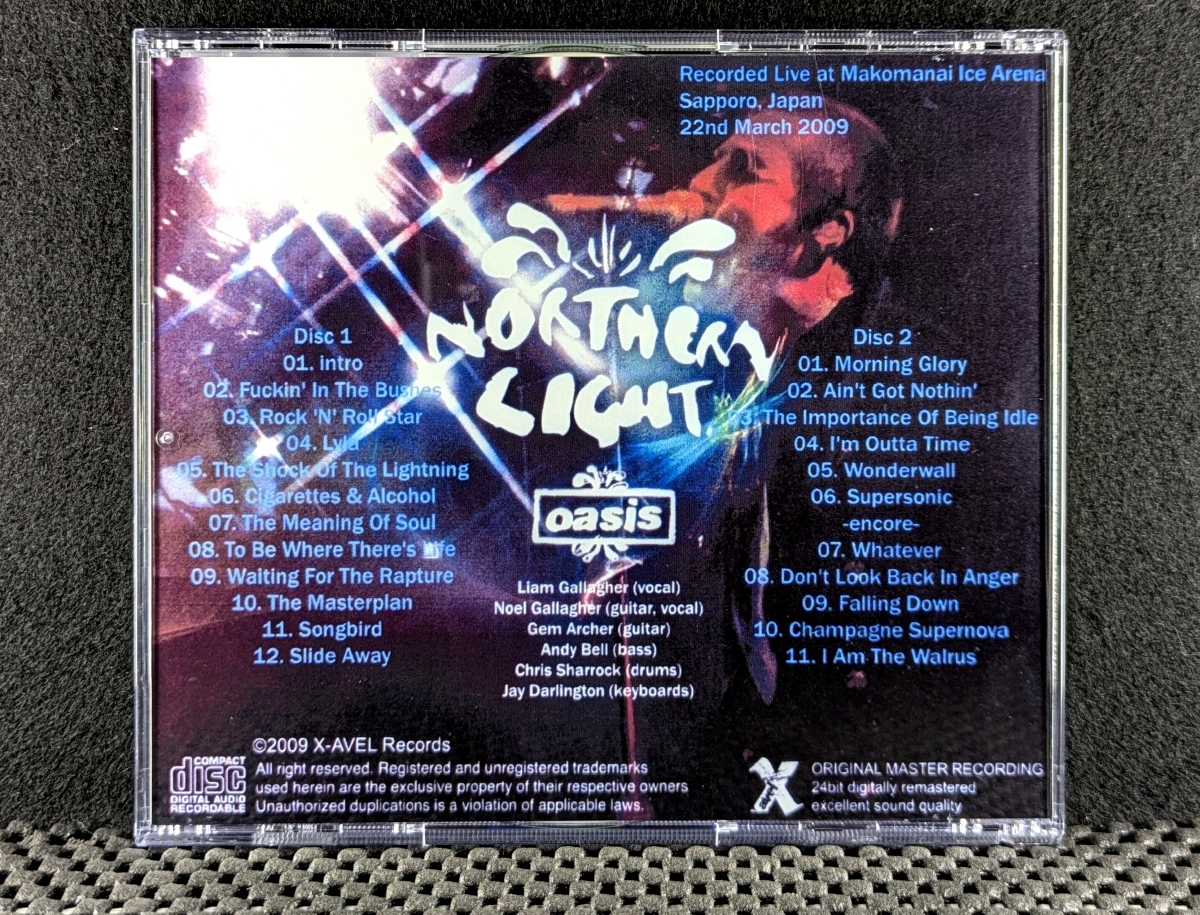 Recorded Live at Makomanai Ice Arena
Sapporo, Japan
22nd March 2009
NORTHERN
LIGHT
Disc 1
01. intro
02. Fuckin' In The Bushes
03. Rock 'N' Roll Star
04. Lyla
05. The Shock Of The Lightning
06. Cigarettes & Alcohol
07. The Meaning Of Soul
08. To Be Where There's Life
09. Waiting For The Rapture
10. The Masterplan
11. Songbird
12. Slide Away
oasis
Liam Gallagher (vocal)
Noel Gallagher (guitar, vocal)
Gem Archer (guitar)
Andy Bell (bass)
Chris Sharrock (drums)
Jay Darlington (keyboards)
Disc 2
01. Morning Glory
02. Ain't Got Nothin'
03. The Importance Of Being Idle
04. I'm Outta Time
05. Wonderwall
06. Supersonic
-encore-
07. Whatever
08. Don't Look Back In Anger
09. Falling Down
10. Champagne Supernova
11. I Am The Walrus
©2009 X-AVEL Records
All right reserved. Registered and unregistered trademarks
used herein are the exclusive property of their respective owners
Unauthorized duplications is a violation of applicable laws.
COMPACT
disc
DIGITAL AUDIO
RECORDABLE
X
ORIGINAL MASTER RECORDING
24bit digitally remastered
excellent sound quality